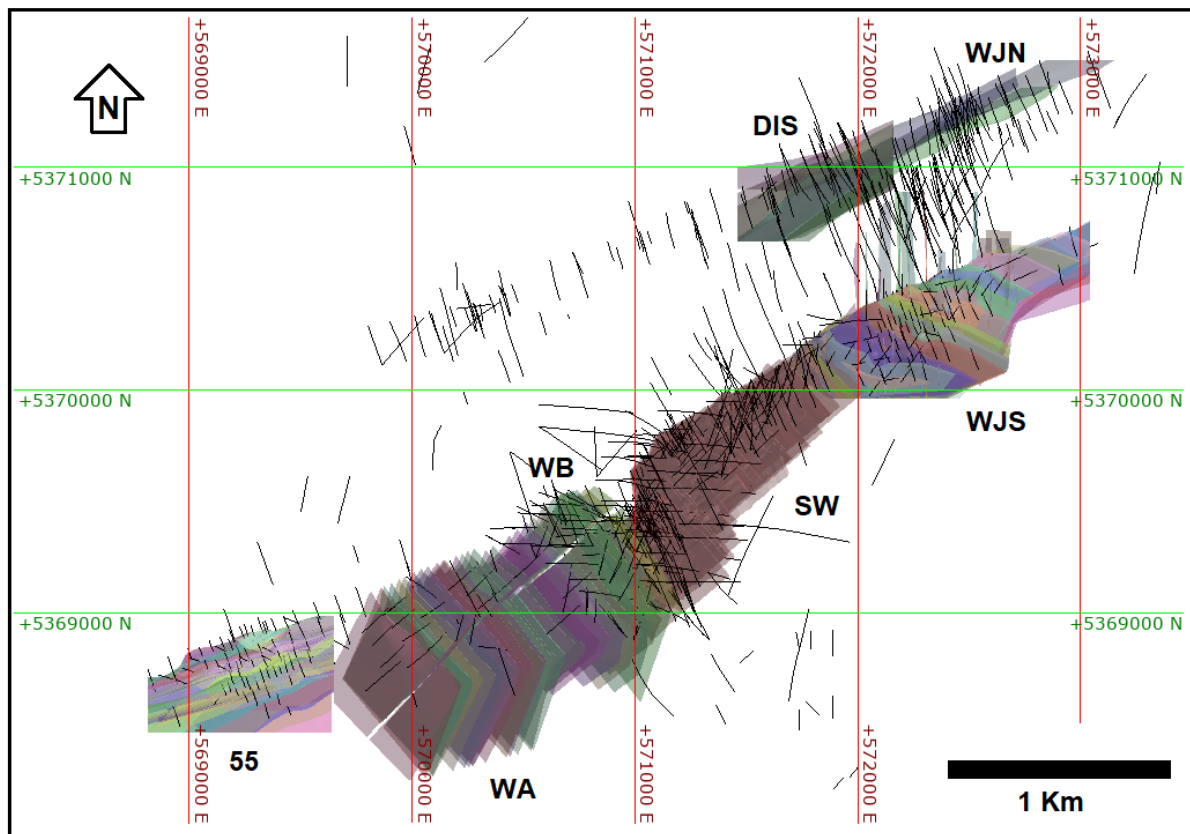 +569000 E
+570000 E
+571000 E
+572000 E
+573000 E
WJN
N
DIS
+5371000 N
+5371000 N
+5370000 N
+5370000 N
WJS
WB
SW
+5369000 N
+5369000 N
55
WA
+569000 E
+570000 E
+571000 E
+572000 E
1 Km